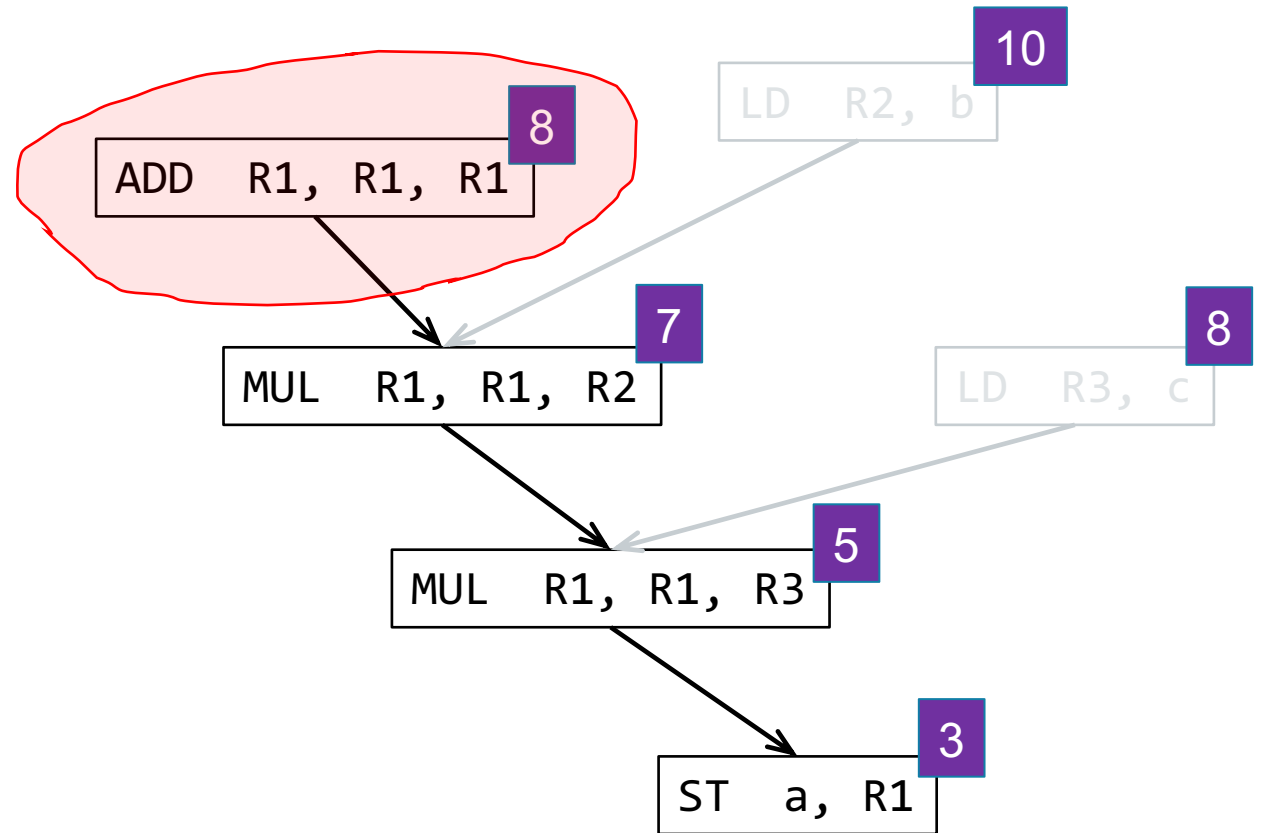 10
LD R2, b
8
ADD R1, R1, R1
7
MUL R1, R1, R2
8
LD R3, c
5
MUL R1, R1, R3
3
ST a, R1